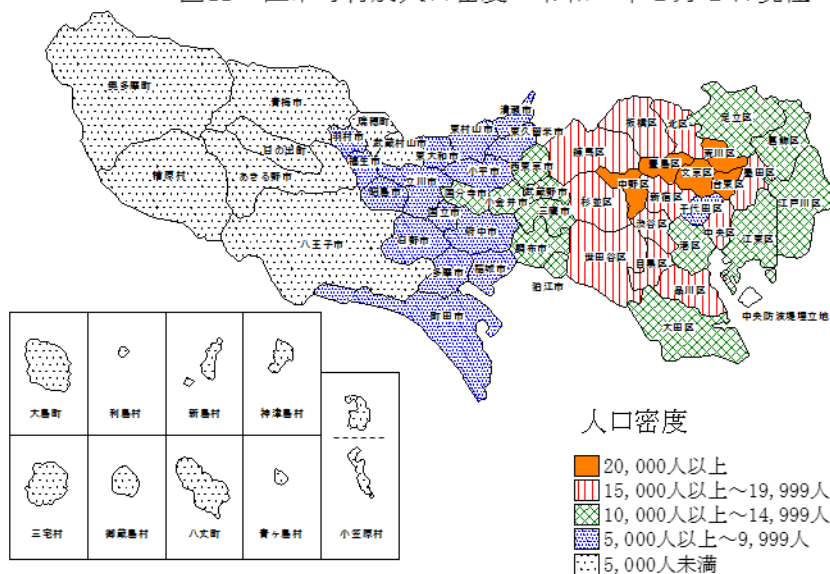 奥多摩町
青梅市
瑞穂町
羽村市
武蔵村山市
日の出町
福生市
檜原村
あきる野市
昭島市
立川市
東大和市
東村山市
清瀬市
東久留米市
小平市
西東京市
国分寺市
小金井市
武蔵野市
三鷹市
国立市
府中市
八王子市
日野市
多摩市
稲城市
調布市
狛江市
町田市
練馬区
板橋区
北区
足立区
葛飾区
荒川区
豊島区
文京区
台東区
墨田区
中野区
新宿区
千代田区
江戸川区
杉並区
渋谷区
中央区
江東区
港区
世田谷区
目黒区
品川区
大田区
中央防波堤埋立地
大島町
利島村
新島村
神津島村
三宅村
御蔵島村
八丈町
青ヶ島村
小笠原村
人口密度
20,000人以上
15,000人以上～19,999人
10,000人以上～14,999人
5,000人以上～9,999人
5,000人未満